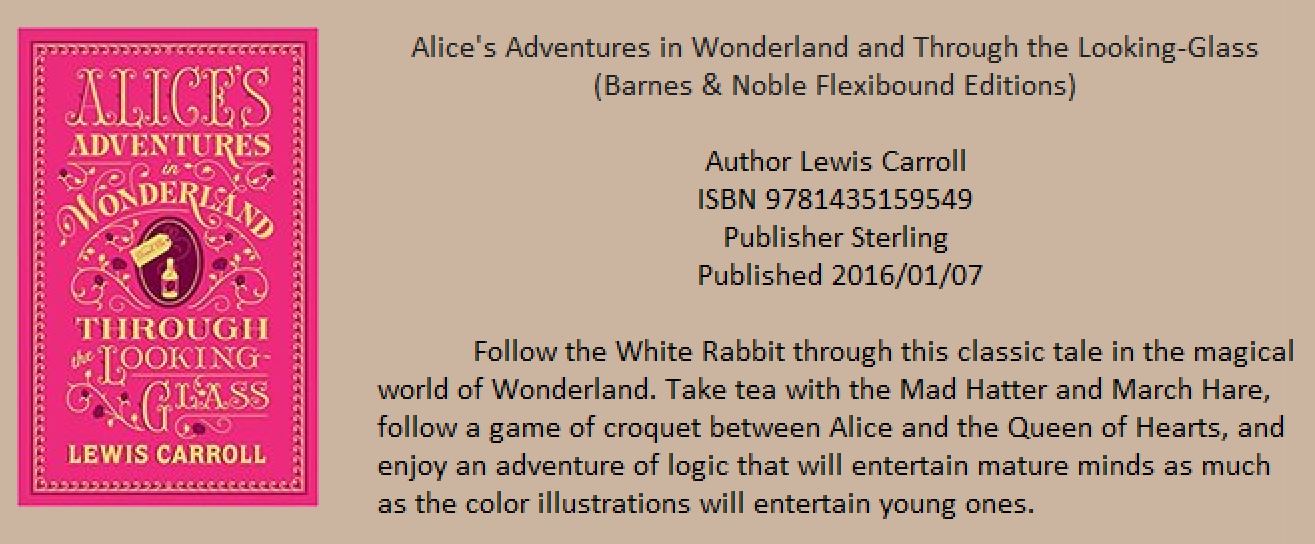 ALICE'S
ADVENTURES
in
WONDERLAND
THROUGH
the LOOKING-
GLASS
LEWIS CARROLL
Alice's Adventures in Wonderland and Through the Looking-Glass
(Barnes & Noble Flexibound Editions)
Author Lewis Carroll
ISBN 9781435159549
Publisher Sterling
Published 2016/01/07
Follow the White Rabbit through this classic tale in the magical
world of Wonderland. Take tea with the Mad Hatter and March Hare,
follow a game of croquet between Alice and the Queen of Hearts, and
enjoy an adventure of logic that will entertain mature minds as much
as the color illustrations will entertain young ones.